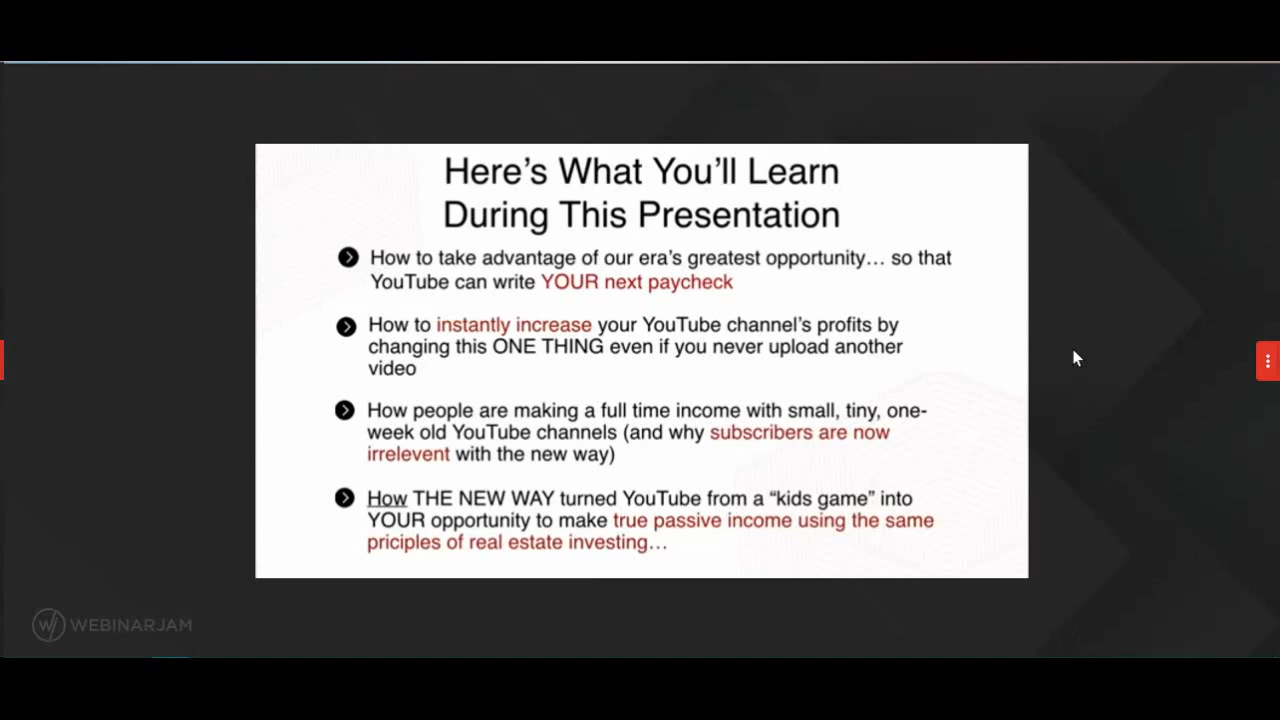 Here's What You'll Learn
During This Presentation
How to take advantage of our era's greatest opportunity… so that
YouTube can write YOUR next paycheck
How to instantly increase your YouTube channel's profits by
changing this ONE THING even if you never upload another
video
How people are making a full time income with small, tiny, one-
week old YouTube channels (and why subscribers are now
irrelevent with the new way)
How THE NEW WAY turned YouTube from a “kids game” into
YOUR opportunity to make true passive income using the same
priciples of real estate investing…
WEBINARJAM